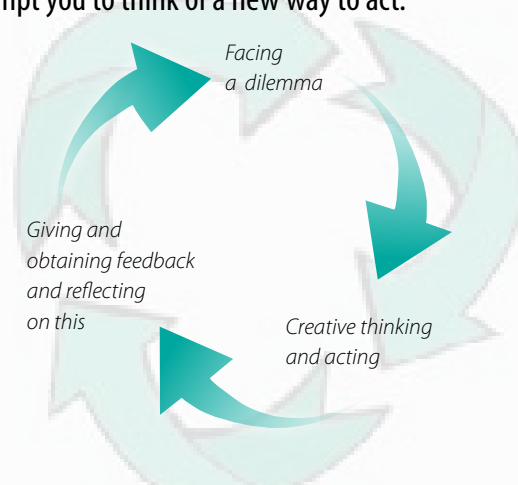 you to think of a new way to act.
Facing
a dilemma
Creative thinking
and acting
Giving and
obtaining feedback
and reflecting
on this